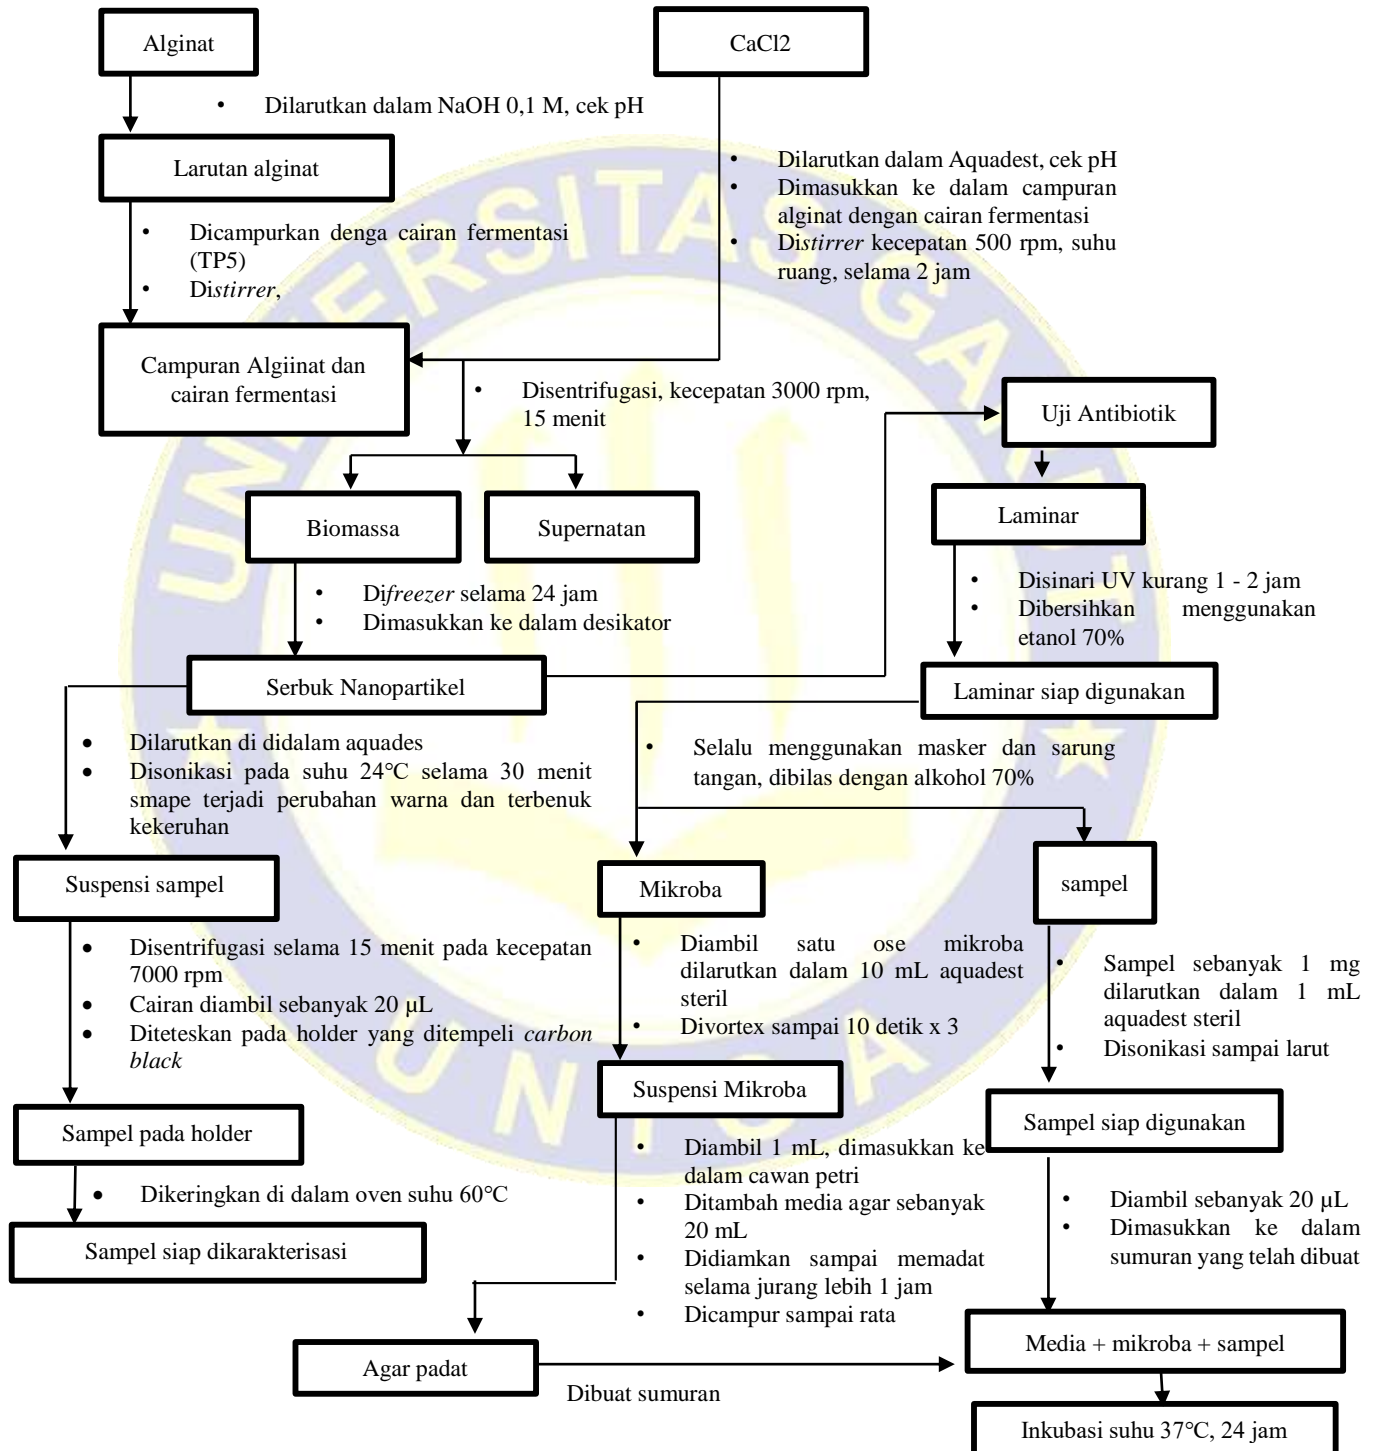 Alginat
CaCl2
• Dilarutkan dalam NaOH 0,1 M, cek pH
Larutan alginat
• Dilarutkan dalam Aquadest, cek pH
• Dimasukkan ke dalam campuran
alginat dengan cairan fermentasi
• Distirrer kecepatan 500 rpm, suhu
ruang, selama 2 jam
• Dicampurkan denga cairan fermentasi
(TP5)
• Distirrer,
Campuran Algiinat dan
cairan fermentasi
• Disentrifugasi, kecepatan 3000 rpm,
15 menit
Uji Antibiotik
Biomassa
Supernatan
Laminar
• Difreezer selama 24 jam
• Dimasukkan ke dalam desikator
• Disinari UV kurang 1 - 2 jam
• Dibersihkan menggunakan
etanol 70%
Serbuk Nanopartikel
Laminar siap digunakan
• Dilarutkan di didalam aquades
• Disonikasi pada suhu 24°C selama 30 menit
smape terjadi perubahan warna dan terbenuk
kekeruhan
• Selalu menggunakan masker dan sarung
tangan, dibilas dengan alkohol 70%
Suspensi sampel
Mikroba
sampel
• Disentrifugasi selama 15 menit pada kecepatan
7000 rpm
• Cairan diambil sebanyak 20 µL
• Diteteskan pada holder yang ditempeli carbon
black
• Diambil satu ose mikroba
dilarutkan dalam 10 mL aquadest
steril
• Divortex sampai 10 detik x 3
• Sampel sebanyak 1 mg
dilarutkan dalam 1 mL
aquadest steril
• Disonikasi sampai larut
Suspensi Mikroba
Sampel pada holder
Sampel siap digunakan
• Dikeringkan di dalam oven suhu 60°C
• Diambil 1 mL, dimasukkan ke
dalam cawan petri
• Ditambah media agar sebanyak
20 mL
• Didiamkan sampai memadat
selama jurang lebih 1 jam
• Dicampur sampai rata
• Diambil sebanyak 20 µL
• Dimasukkan ke dalam
sumuran yang telah dibuat
Sampel siap dikarakterisasi
Agar padat
Dibuat sumuran
Media + mikroba + sampel
Inkubasi suhu 37°C, 24 jam
UNIVERSITAS GARUT
UNIGA